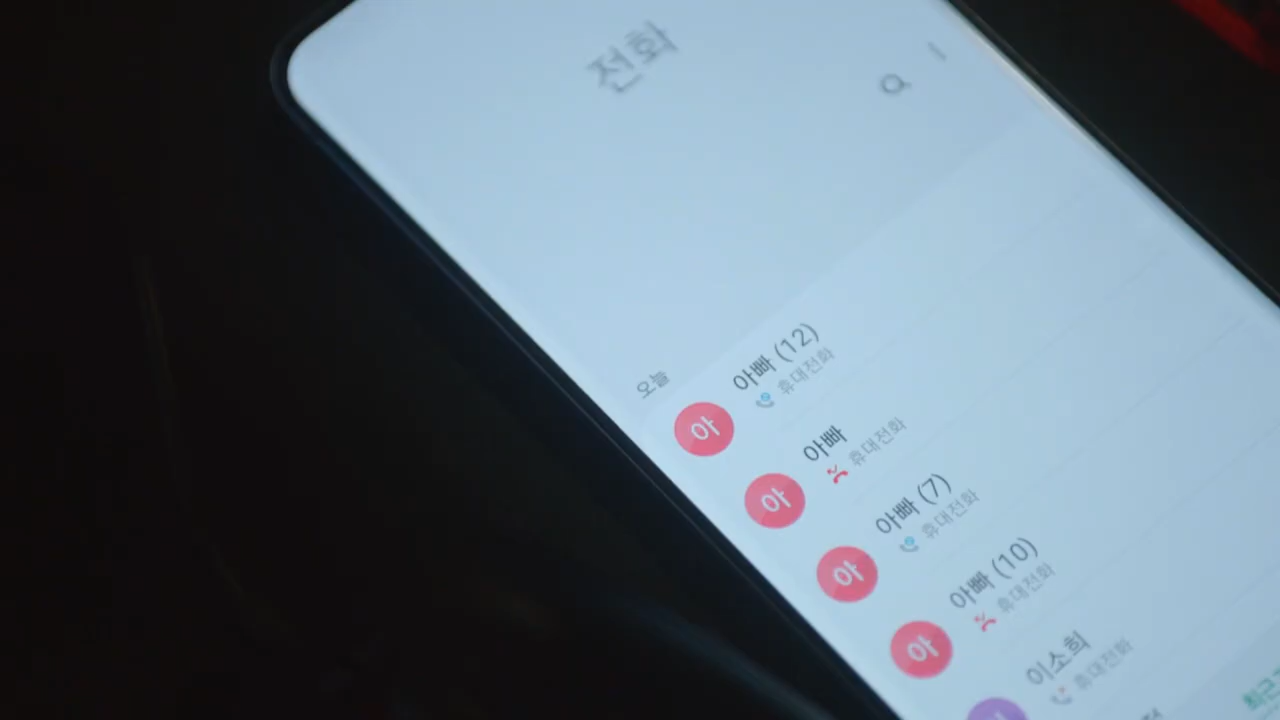 전화
오늘
아빠 (12)
휴대전화
아
아빠
휴대전화
아
아빠 (7)
휴대전화
아
아빠 (10)
휴대전화
아
이소희
휴대전화
최근